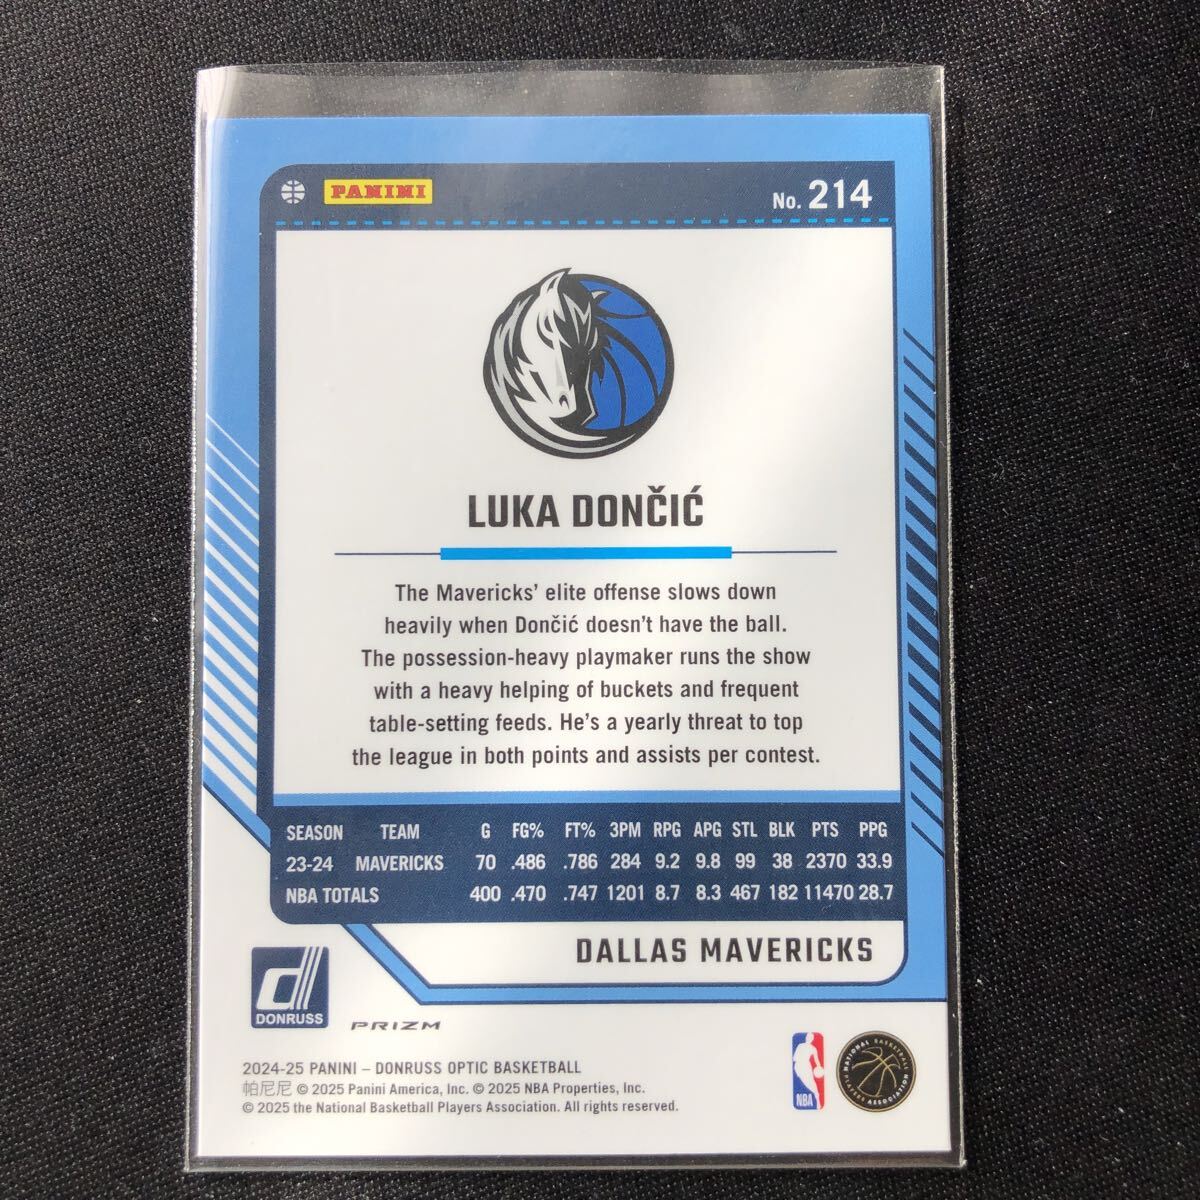 PANINI
No. 214
LUKA DONČIĆ
The Mavericks' elite offense slows down
heavily when Dončić doesn't have the ball.
The possession-heavy playmaker runs the show
with a heavy helping of buckets and frequent
table-setting feeds. He's a yearly threat to top
the league in both points and assists per contest.
SEASON TEAM G FG% FT% 3PM RPG APG STL BLK PTS PPG
23-24 MAVERICKS 70 .486 .786 284 9.2 9.8 99 38 2370 33.9
NBA TOTALS 400 .470 .747 1201 8.7 8.3 467 182 11470 28.7
DALLAS MAVERICKS
d
DONRUSS
PRIZM
2024-25 PANINI – DONRUSS OPTIC BASKETBALL
帕尼尼 © 2025 Panini America, Inc. © 2025 NBA Properties, Inc.
© 2025 the National Basketball Players Association. All rights reserved.
NBA
NATIONAL BASKETBALL
PLAYERS ASSOCIATION